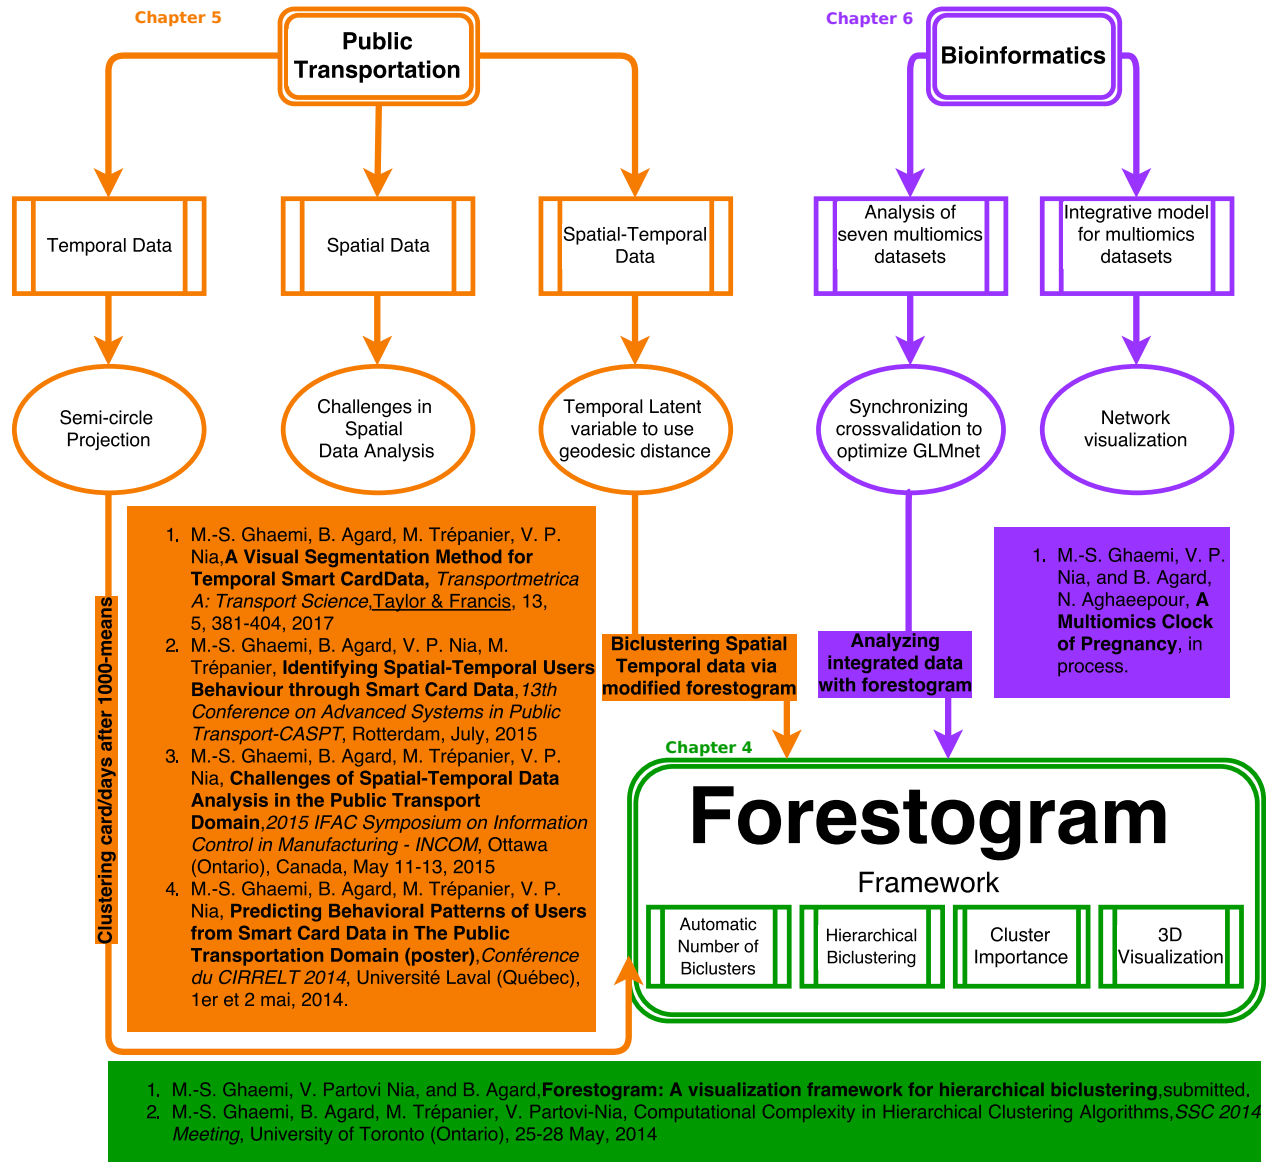 Chapter 5
Public
Transportation
Chapter 6
Bioinformatics
Temporal Data
Spatial Data
Spatial-Temporal
Data
Analysis of
seven multiomics
datasets
Integrative model
for multiomics
datasets
Semi-circle
Projection
Challenges in
Spatial
Data Analysis
Temporal Latent
variable to use
geodesic distance
Synchronizing
crossvalidation to
optimize GLMnet
Network
visualization
Clustering card/days after 1000-means
1. M.-S. Ghaemi, B. Agard, M. Trépanier, V. P.
Nia,A Visual Segmentation Method for
Temporal Smart CardData, Transportmetrica
A: Transport Science,Taylor & Francis, 13,
5, 381-404, 2017
2. M.-S. Ghaemi, B. Agard, V. P. Nia, M.
Trépanier, Identifying Spatial-Temporal Users
Behaviour through Smart Card Data,13th
Conference on Advanced Systems in Public
Transport-CASPT, Rotterdam, July, 2015
3. M.-S. Ghaemi, B. Agard, M. Trépanier, V. P.
Nia, Challenges of Spatial-Temporal Data
Analysis in the Public Transport
Domain,2015 IFAC Symposium on Information
Control in Manufacturing - INCOM, Ottawa
(Ontario), Canada, May 11-13, 2015
4. M.-S. Ghaemi, B. Agard, M. Trépanier, V. P.
Nia, Predicting Behavioral Patterns of Users
from Smart Card Data in The Public
Transportation Domain (poster),Conférence
du CIRRELT 2014, Université Laval (Québec),
1er et 2 mai, 2014.
Biclustering Spatial
Temporal data via
modified forestogram
Analyzing
integrated data
with forestogram
1. M.-S. Ghaemi, V. P.
Nia, and B. Agard,
N. Aghaeepour, A
Multiomics Clock
of Pregnancy, in
process.
Chapter 4
Forestogram
Framework
Automatic
Number of
Biclusters
Hierarchical
Biclustering
Cluster
Importance
3D
Visualization
1. M.-S. Ghaemi, V. Partovi Nia, and B. Agard,Forestogram: A visualization framework for hierarchical biclustering,submitted,
2. M.-S. Ghaemi, B. Agard, M. Trépanier, V. Partovi-Nia, Computational Complexity in Hierarchical Clustering Algorithms,SSC 2014
Meeting, University of Toronto (Ontario), 25-28 May, 2014